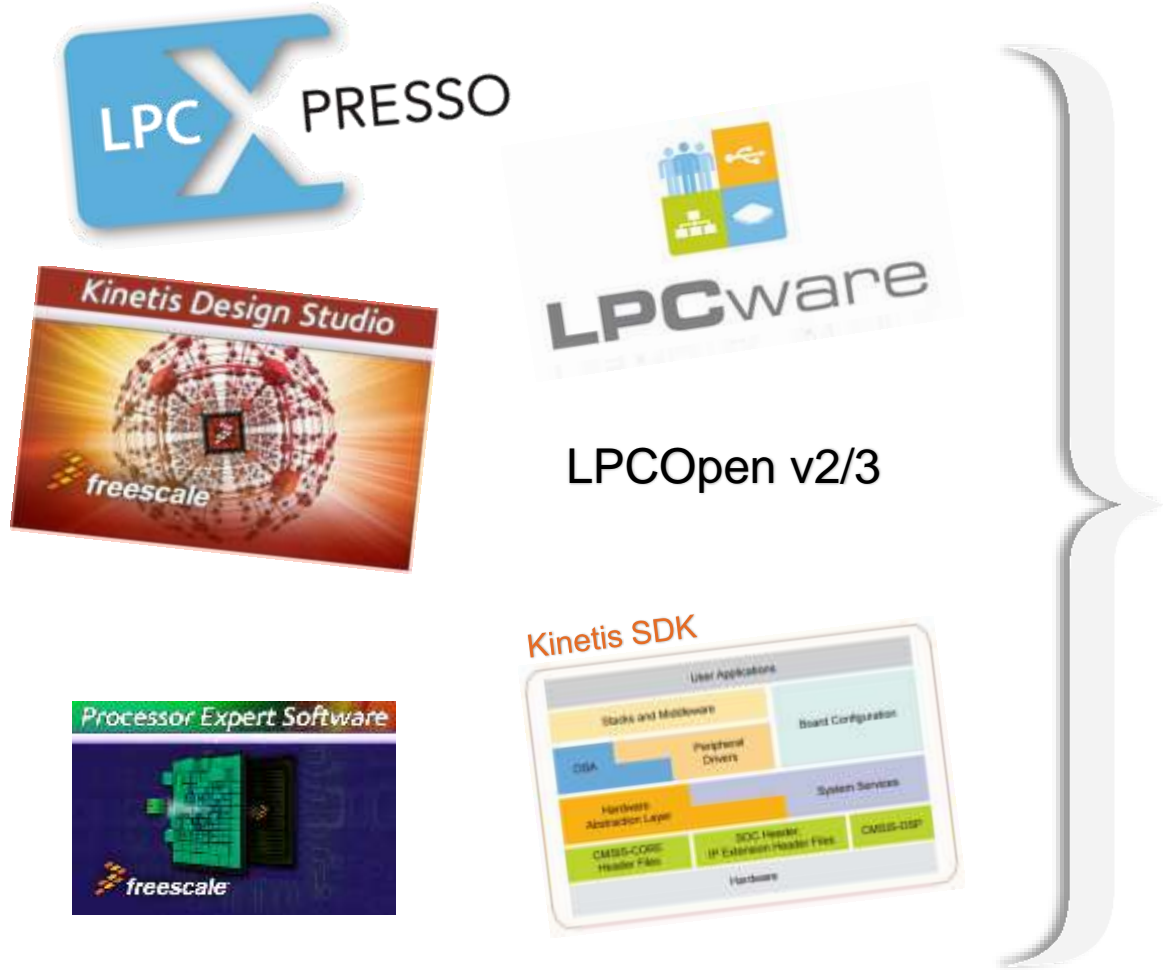 LPC X PRESSO
LPCware
Kinetis Design Studio
freescale
LPCOpen v2/3
Kinetis SDK
User Applications
Stacks and Middleware
Board Configuration
OSA
Peripheral
Drivers
System Services
Hardware
Abstraction Layer
CMSIS-CORE
Header Files
SOC Header,
IP Extension Header Files
CMSIS-DSP
Hardware
Processor Expert Software
freescale